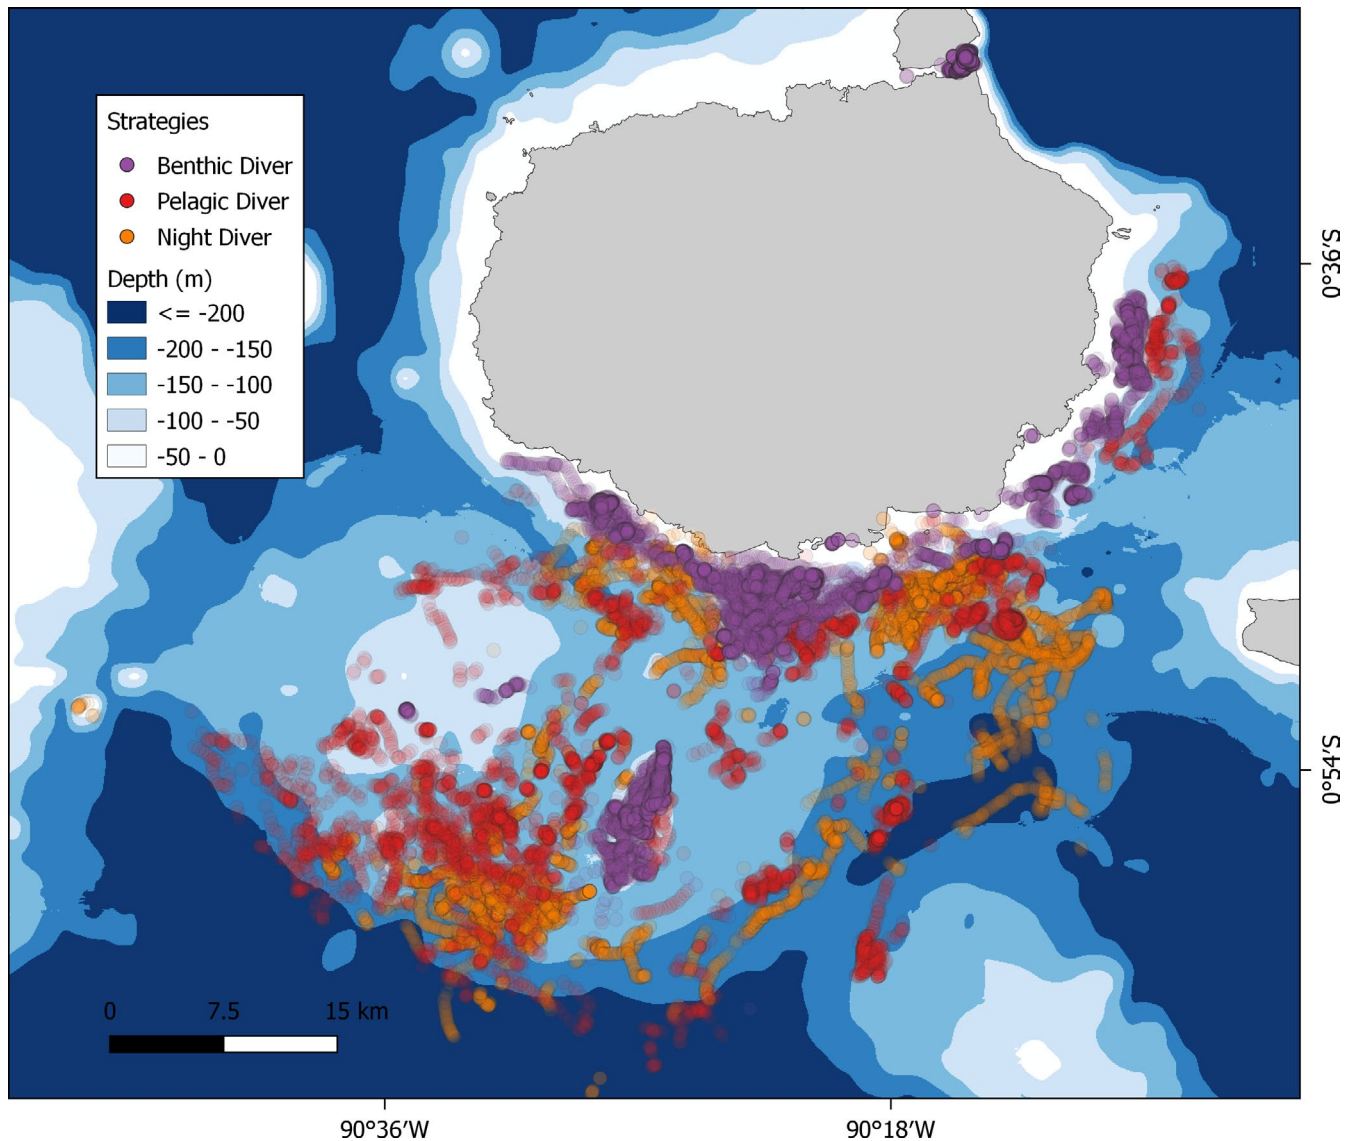 Strategies
Benthic Diver
Pelagic Diver
Night Diver
Depth (m)
<= -200
-200 - -150
-150 - -100
-100 - -50
-50 - 0
0°36'S
0°54'S
0 7.5 15 km
90°36'W 90°18'W